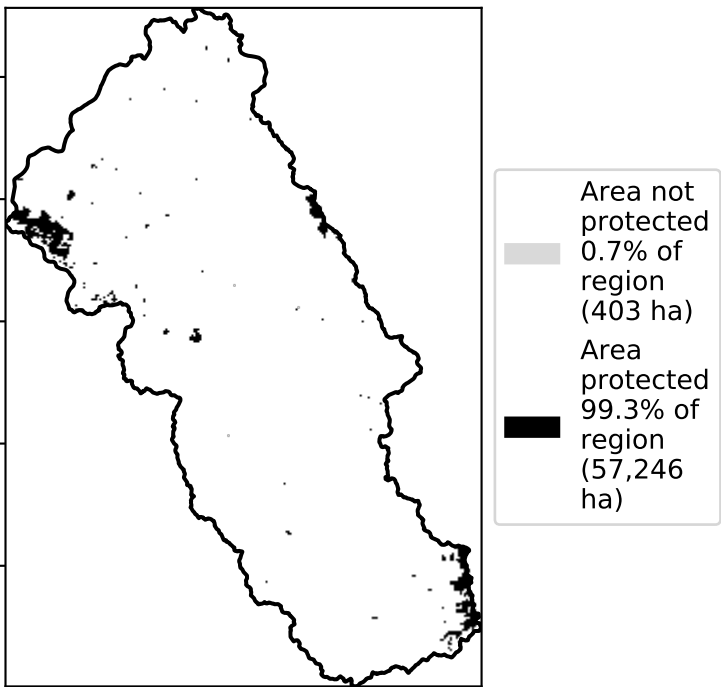 Area not
protected
0.7% of
region
(403 ha)
Area
protected
99.3% of
region
(57,246
ha)